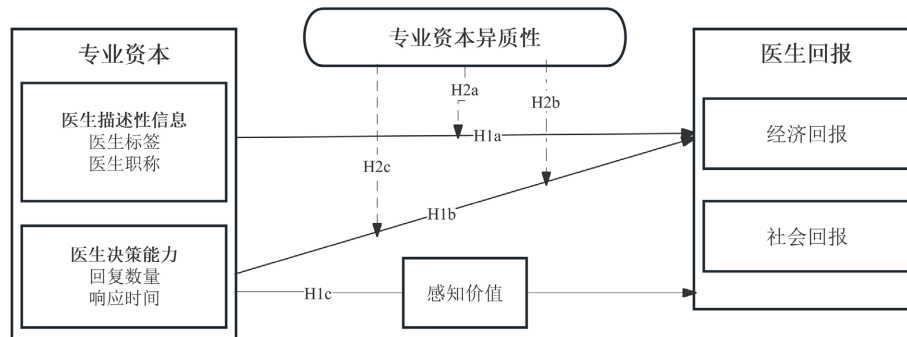 专业资本异质性
专业资本
医生描述性信息
医生标签
医生职称
医生决策能力
回复数量
响应时间
H2a
H2b
H1a
H2c
H1b
H1c
感知价值
医生回报
经济回报
社会回报